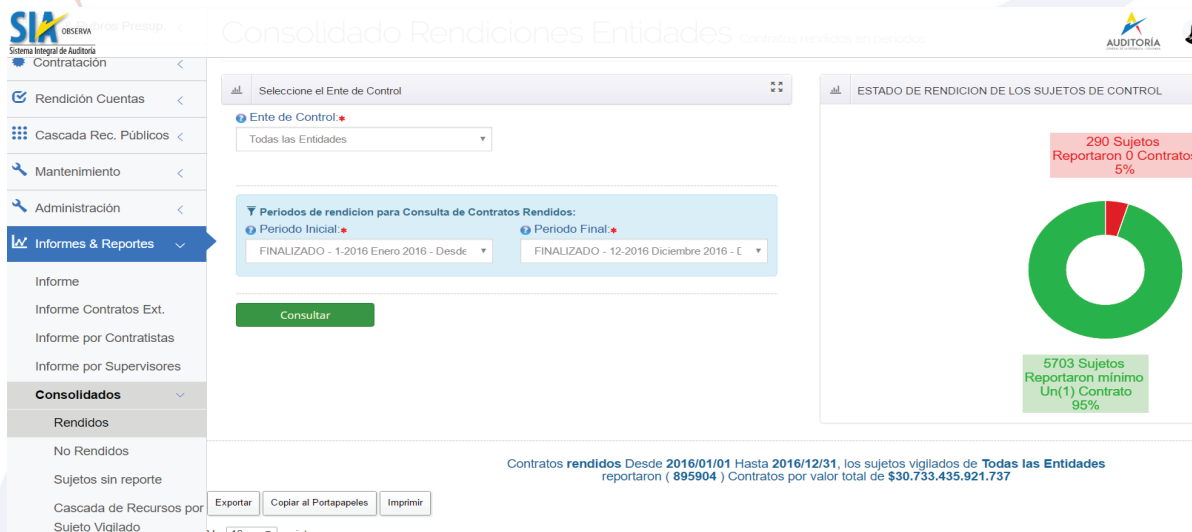 SIA OBSERVA
Sistema Integral de Auditoría
Rubros Presup.
Contratación
Rendición Cuentas
Cascada Rec. Públicos
Mantenimiento
Administración
Informes & Reportes
Informe
Informe Contratos Ext.
Informe por Contratistas
Informe por Supervisores
Consolidados
Rendidos
No Rendidos
Sujetos sin reporte
Cascada de Recursos por
Sujeto Vigilado
Consolidado Rendiciones Entidades Contratos rendidos en periodos
AUDITORÍA
Seleccione el Ente de Control
Ente de Control:*
Todas las Entidades
Periodos de rendicion para Consulta de Contratos Rendidos:
Periodo Inicial:* Periodo Final:*
FINALIZADO - 1-2016 Enero 2016 - Desde FINALIZADO - 12-2016 Diciembre 2016 - D
Consultar
ESTADO DE RENDICION DE LOS SUJETOS DE CONTROL
290 Sujetos
Reportaron 0 Contratos
5%
5703 Sujetos
Reportaron mínimo
Un(1) Contrato
95%
Contratos rendidos Desde 2016/01/01 Hasta 2016/12/31, los sujetos vigilados de Todas las Entidades
reportaron ( 895904 ) Contratos por valor total de $30.733.435.921.737
Exportar Copiar al Portapapeles Imprimir